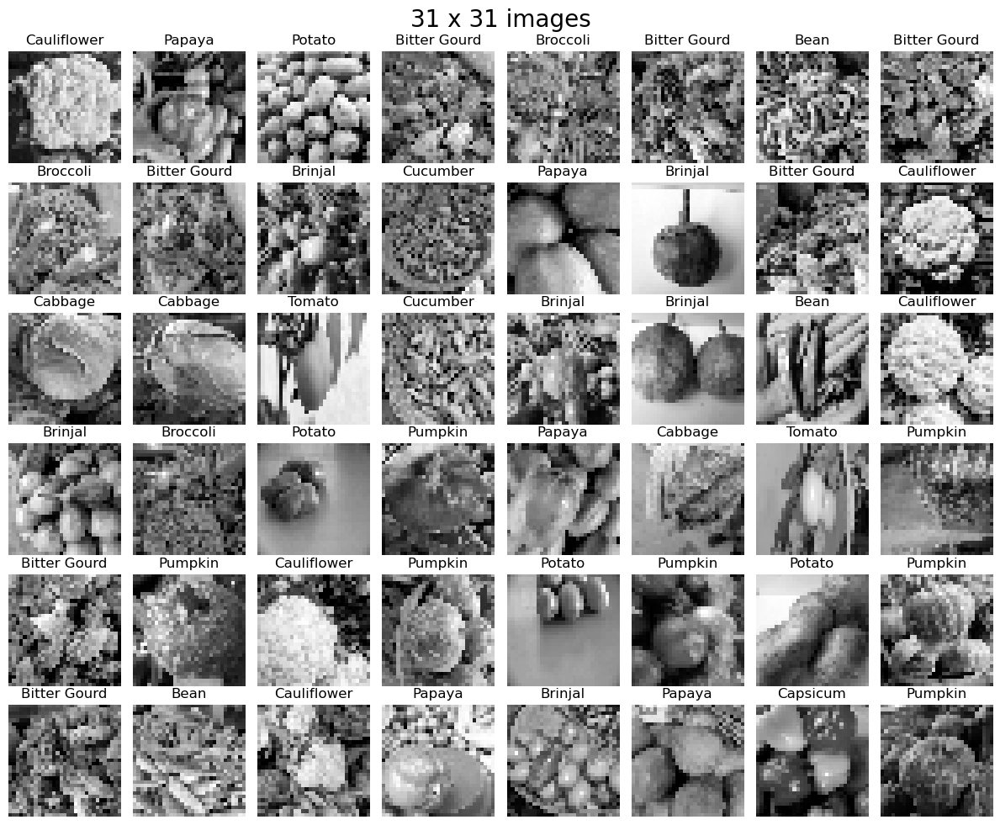 31 x 31 images
Cauliflower Papaya Potato Bitter Gourd Broccoli Bitter Gourd Bean Bitter Gourd
Broccoli Bitter Gourd Brinjal Cucumber Papaya Brinjal Bitter Gourd Cauliflower
Cabbage Cabbage Tomato Cucumber Brinjal Brinjal Bean Cauliflower
Brinjal Broccoli Potato Pumpkin Papaya Cabbage Tomato Pumpkin
Bitter Gourd Pumpkin Cauliflower Pumpkin Potato Pumpkin Potato Pumpkin
Bitter Gourd Bean Cauliflower Papaya Brinjal Papaya Capsicum Pumpkin